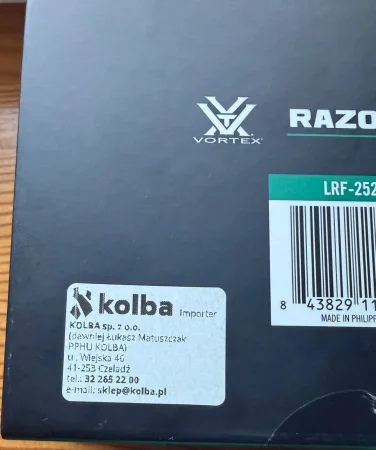 VORTEX
RAZO
LRF-252
8 43829 11
MADE IN PHILIPP
kolba Importer
KOLBA sp. z o.o.
(dawniej Łukasz Matuszczak
PPHU KOLBA)
ul. Wiejska 46
41-253 Czeladź
tel.: 32 265 22 00
e-mail: sklep@kolba.pl